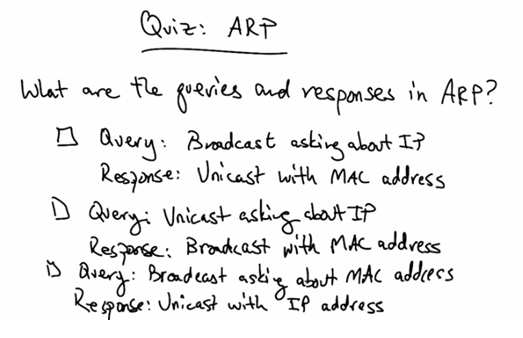 Quiz: ARP
What are the queries and responses in ARP?
Query: Broadcast asking about IP
Response: Unicast with MAC address
Query: Unicast asking about IP
Response: Broadcast with MAC address
Query: Broadcast asking about MAC address
Response: Unicast with IP address